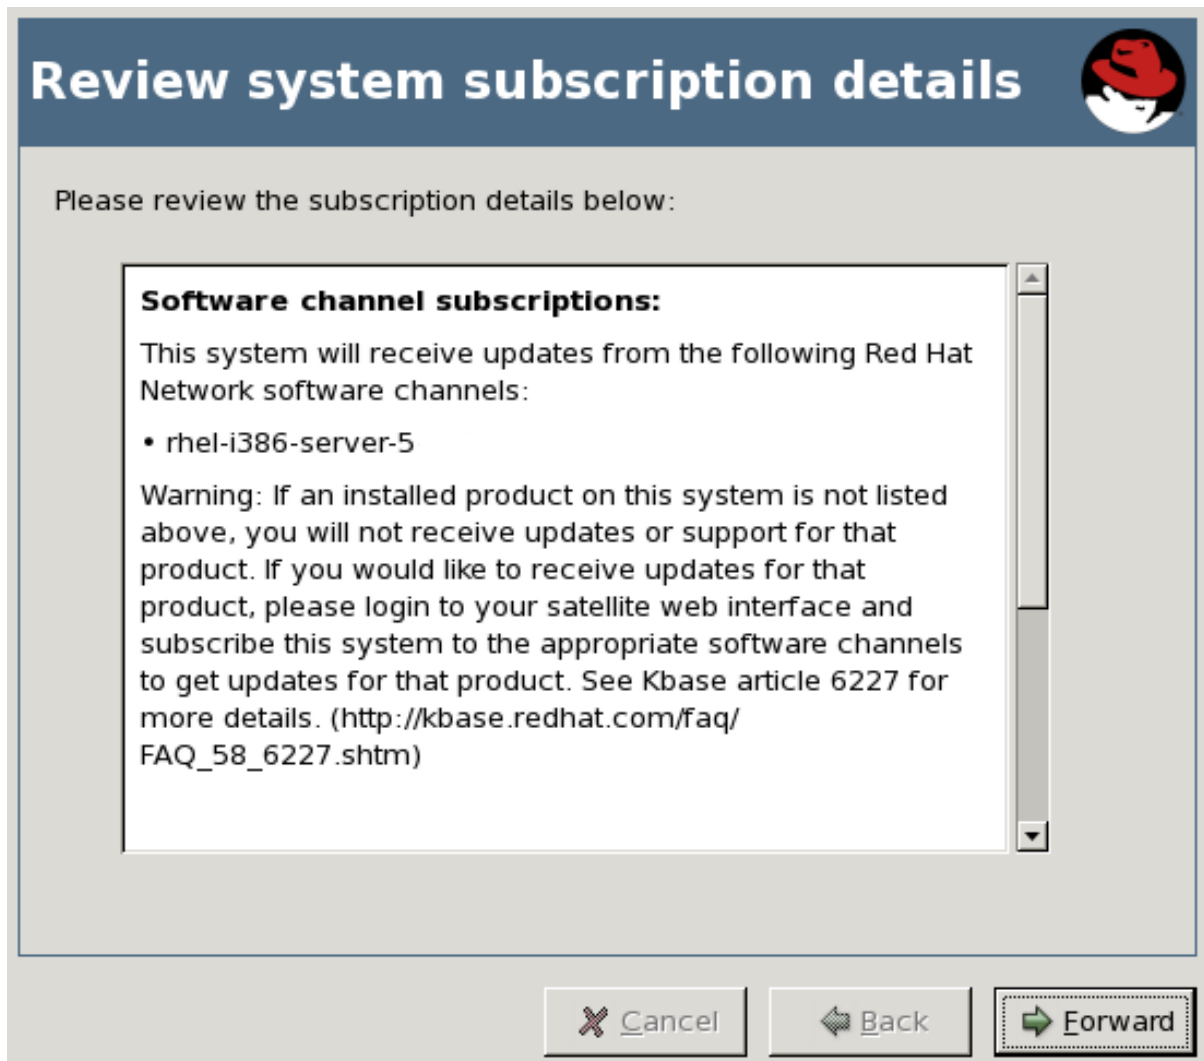 Review system subscription details
Please review the subscription details below:
Software channel subscriptions:
This system will receive updates from the following Red Hat
Network software channels:
• rhel-i386-server-5
Warning: If an installed product on this system is not listed
above, you will not receive updates or support for that
product. If you would like to receive updates for that
product, please login to your satellite web interface and
subscribe this system to the appropriate software channels
to get updates for that product. See Kbase article 6227 for
more details. (http://kbase.redhat.com/faq/
FAQ_58_6227.shtm)
Cancel
Back
Forward